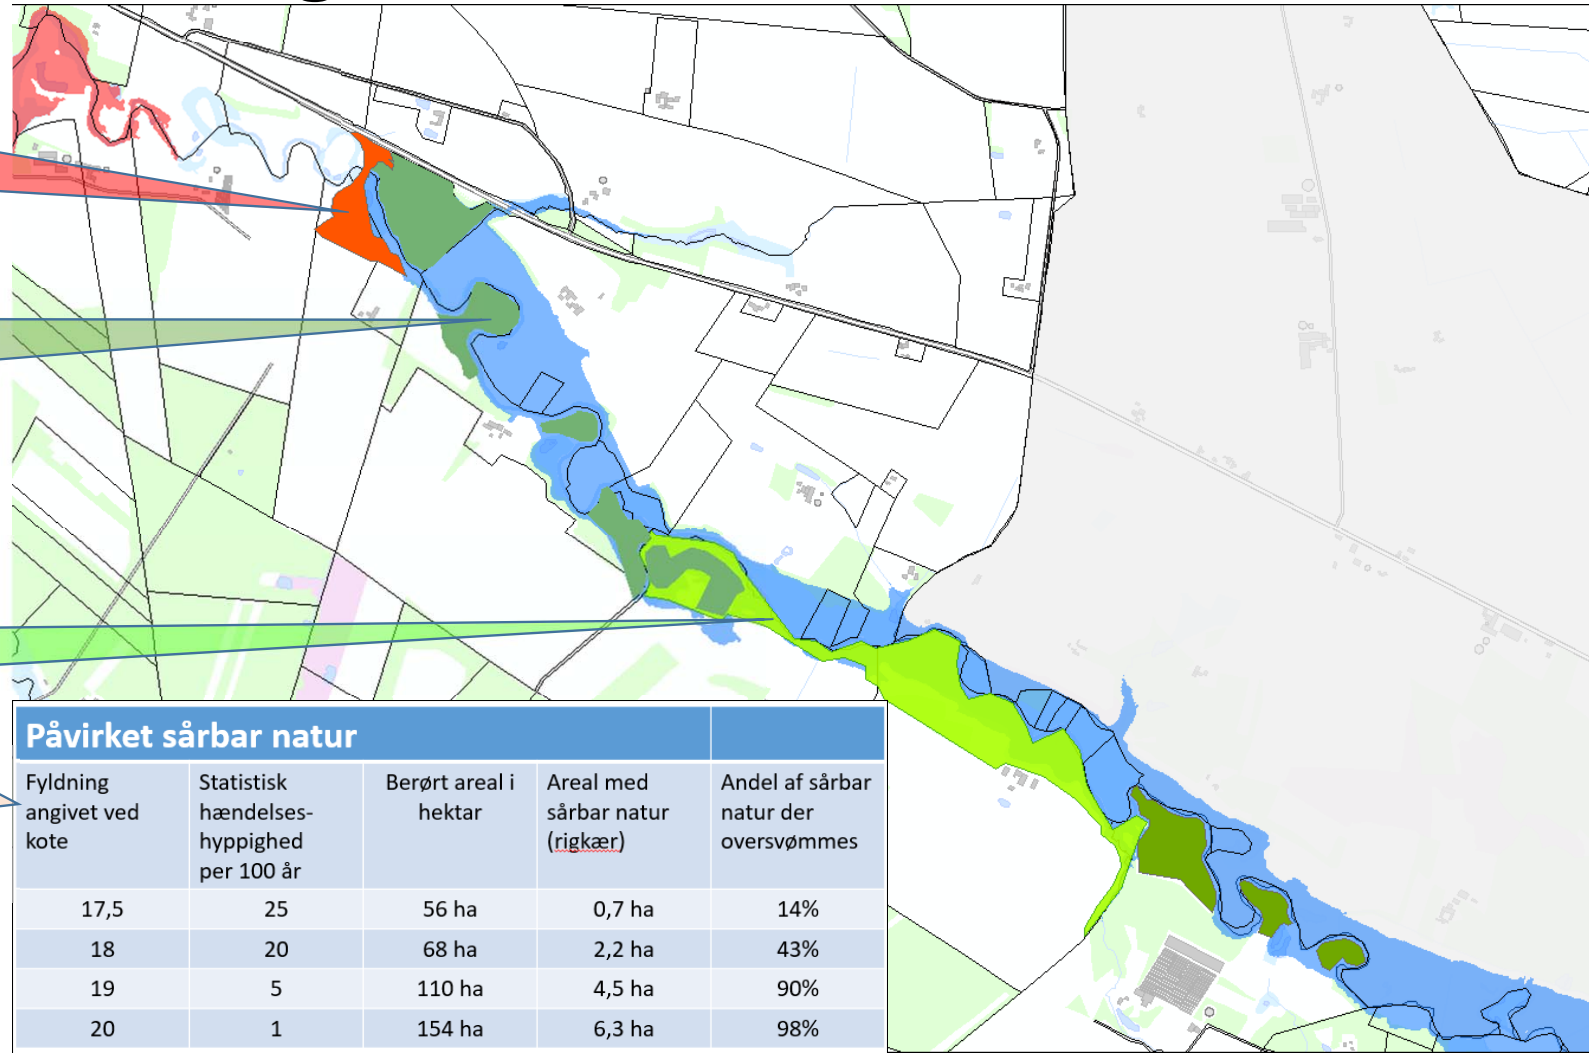 Påvirket sårbar natur
Fyldning angivet ved kote
Statistisk hændelses-hyppighed per 100 år
Berørt areal i hektar
Areal med sårbar natur (rigkær)
Andel af sårbar natur der oversvømmes
17,5 25 56 ha 0,7 ha 14%
18 20 68 ha 2,2 ha 43%
19 5 110 ha 4,5 ha 90%
20 1 154 ha 6,3 ha 98%